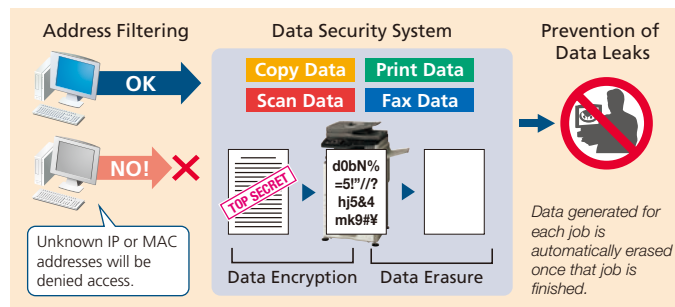 Address Filtering
OK
NO!
Unknown IP or MAC
addresses will be
denied access.
Data Security System
Copy Data
Print Data
Scan Data
Fax Data
TOP SECRET
d0bN%
=5!”//?
hj5&4
mk9#¥
Data Encryption
Data Erasure
Prevention of
Data Leaks
Data generated for
each job is
automatically erased
once that job is
finished.